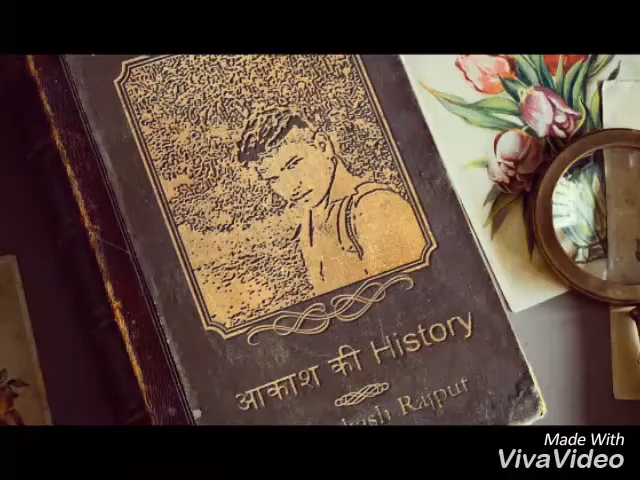 आकाश की History
Rajput
Made With
VivaVideo